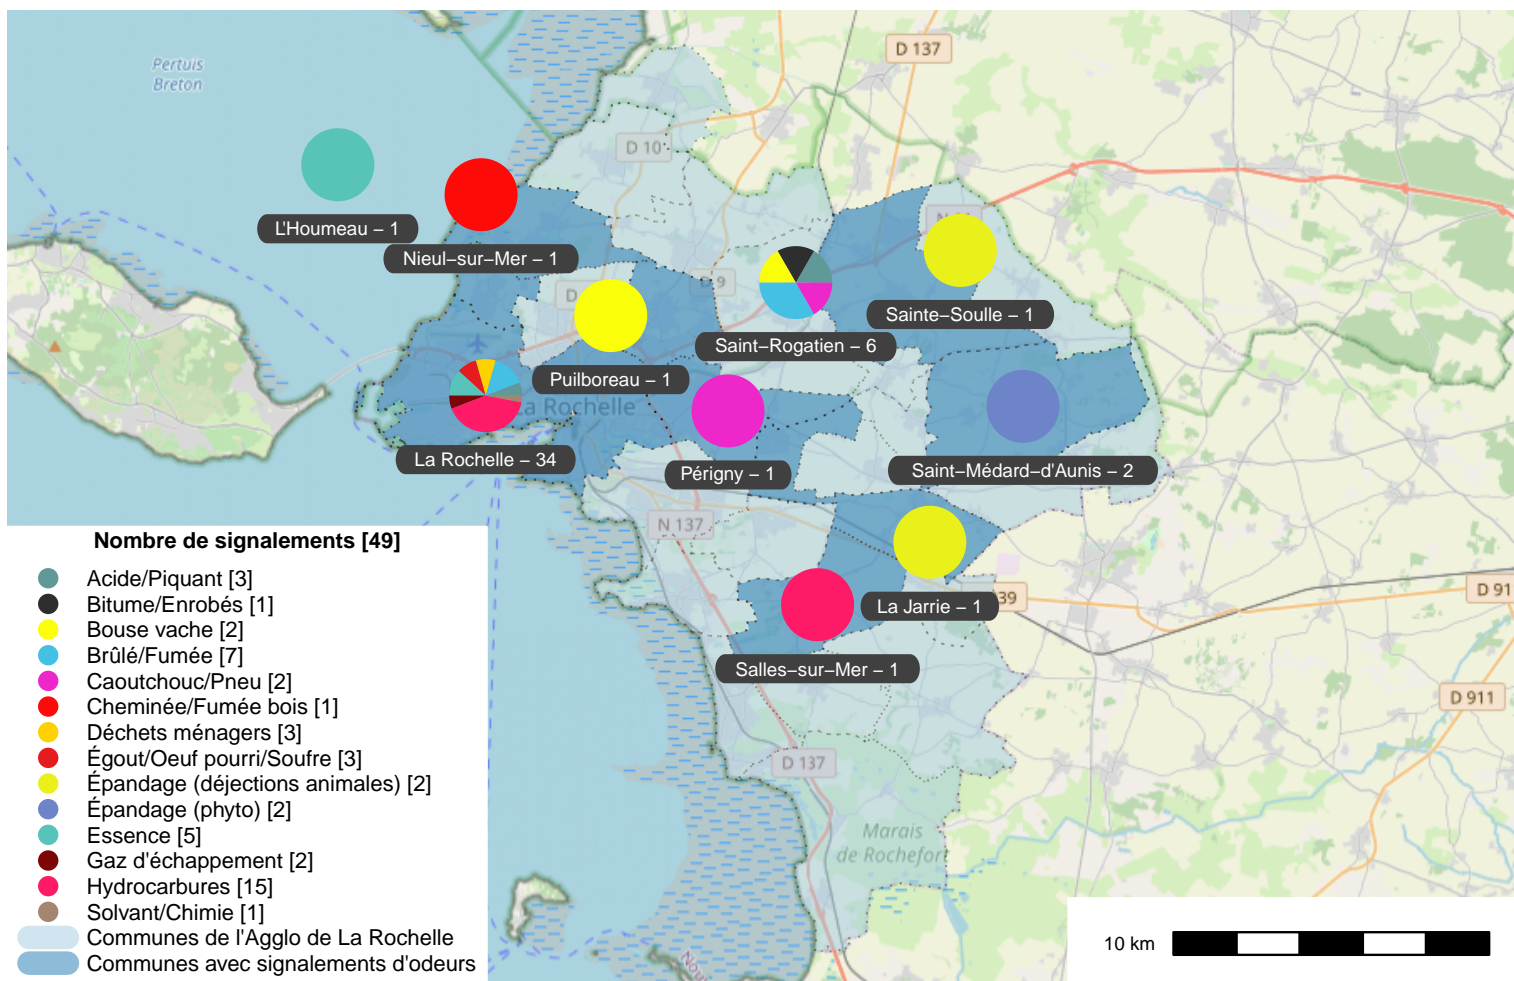 Pertuis
Breton
D 137
D 10
L'Houmeau – 1
Nieul–sur–Mer – 1
D 9
Sainte–Soulle – 1
Saint–Rogatien – 6
Puilboreau – 1
La Rochelle
La Rochelle – 34
Périgny – 1
Saint–Médard–d'Aunis – 2
N 137
La Jarrie – 1
D 91
Salles–sur–Mer – 1
D 911
D 137
Marais
de Rochefort
Nombre de signalements [49]
Acide/Piquant [3]
Bitume/Enrobés [1]
Bouse vache [2]
Brûlé/Fumée [7]
Caoutchouc/Pneu [2]
Cheminée/Fumée bois [1]
Déchets ménagers [3]
Égout/Oeuf pourri/Soufre [3]
Épandage (déjections animales) [2]
Épandage (phyto) [2]
Essence [5]
Gaz d'échappement [2]
Hydrocarbures [15]
Solvant/Chimie [1]
Communes de l'Agglo de La Rochelle
Communes avec signalements d'odeurs
10 km